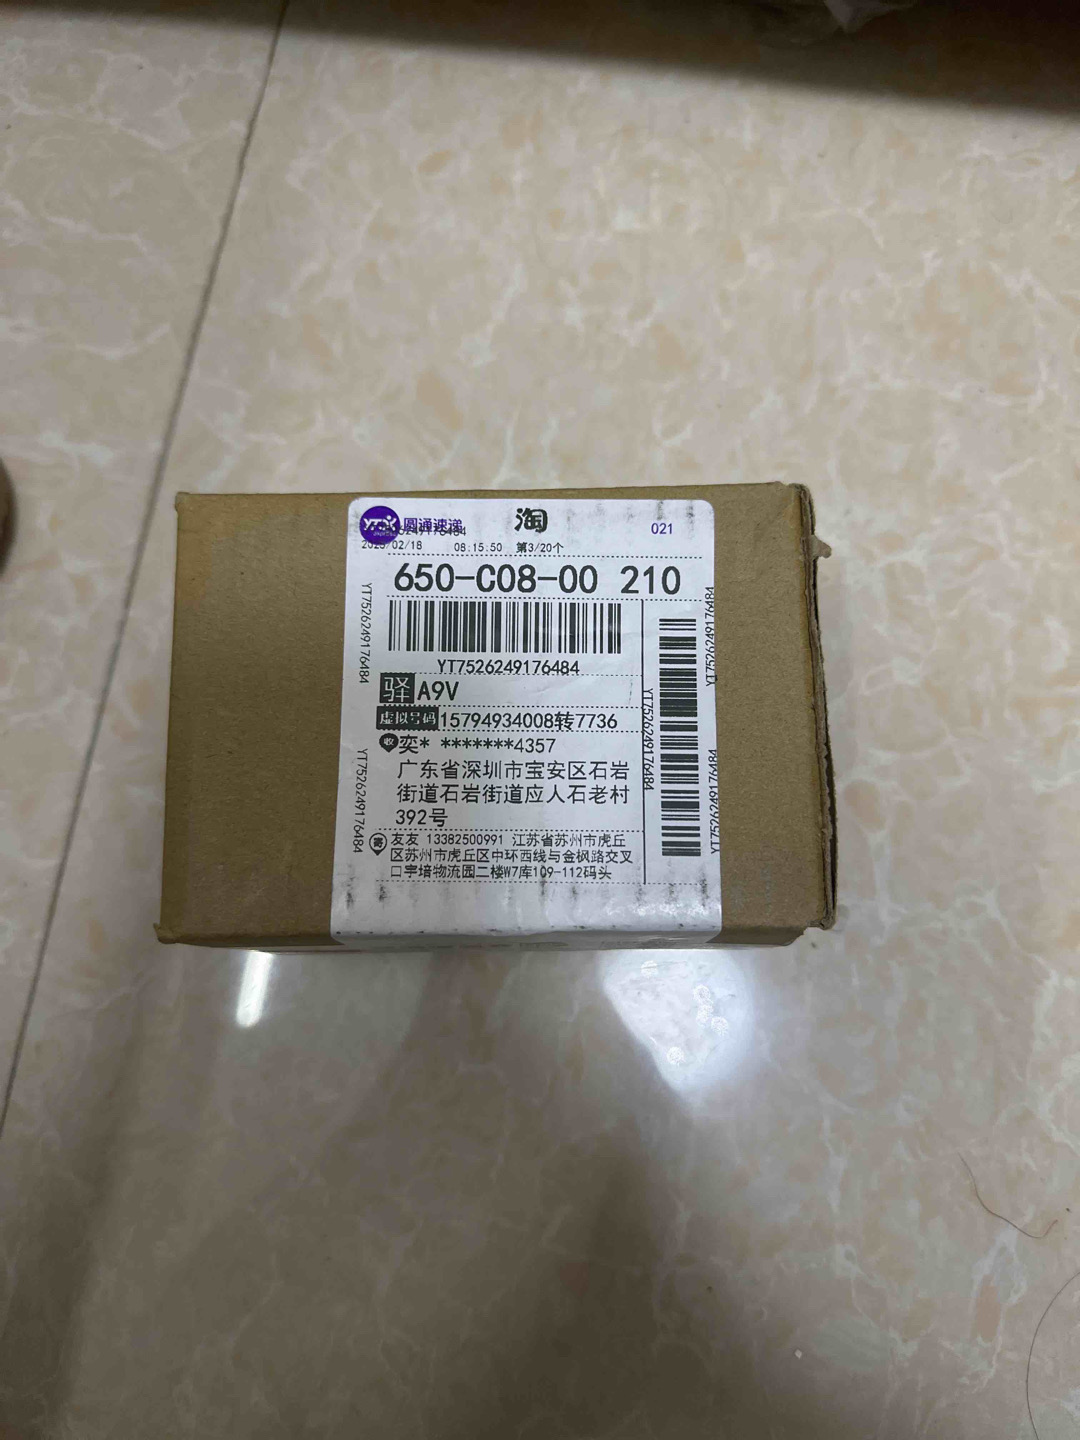 圆通速递
淘
021
2025/02/18 08:15:50 第3/20个
650-C08-00 210
YT7526249176484
驿 A9V
虚拟号码 15794934008转7736
收 奕* *******4357
广东省深圳市宝安区石岩
街道石岩街道应人石老村
392号
寄 友友 13382500991 江苏省苏州市虎丘
区苏州市虎丘区中环西线与金枫路交叉
口宇培物流园二楼W7库109-112码头
YT7526249176484
YT7526249176484
YT7526249176484
YT7526249176484
YT7526249176484